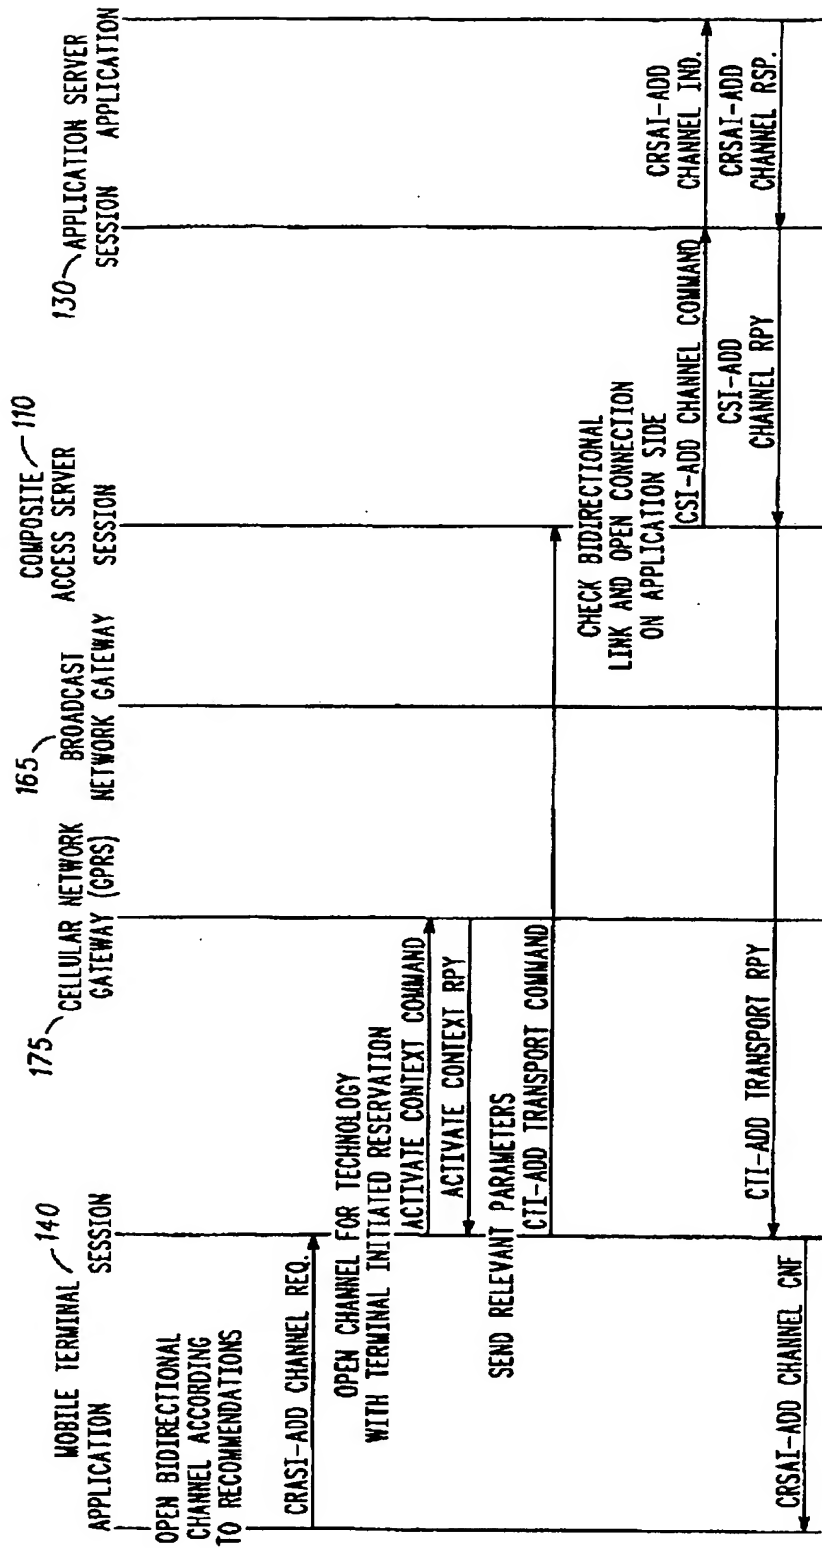 MOBILE TERMINAL 140
APPLICATION SESSION
175 CELLULAR NETWORK
GATEWAY (GPRS)
165 BROADCAST
NETWORK GATEWAY
COMPOSITE 110
ACCESS SERVER
SESSION
130 APPLICATION SERVER
SESSION APPLICATION
OPEN BIDIRECTIONAL
CHANNEL ACCORDING
TO RECOMMENDATIONS
CRASI-ADD CHANNEL REQ.
OPEN CHANNEL FOR TECHNOLOGY
WITH TERMINAL INITIATED RESERVATION
ACTIVATE CONTEXT COMMAND
ACTIVATE CONTEXT RPY
SEND RELEVANT PARAMETERS
CTI-ADD TRANSPORT COMMAND
CHECK BIDIRECTIONAL
LINK AND OPEN CONNECTION
ON APPLICATION SIDE
CSI-ADD CHANNEL COMMAND
CRSAI-ADD
CHANNEL IND.
CRSAI-ADD
CHANNEL RSP.
CSI-ADD
CHANNEL RPY
CTI-ADD TRANSPORT RPY
CRSAI-ADD CHANNEL CNF